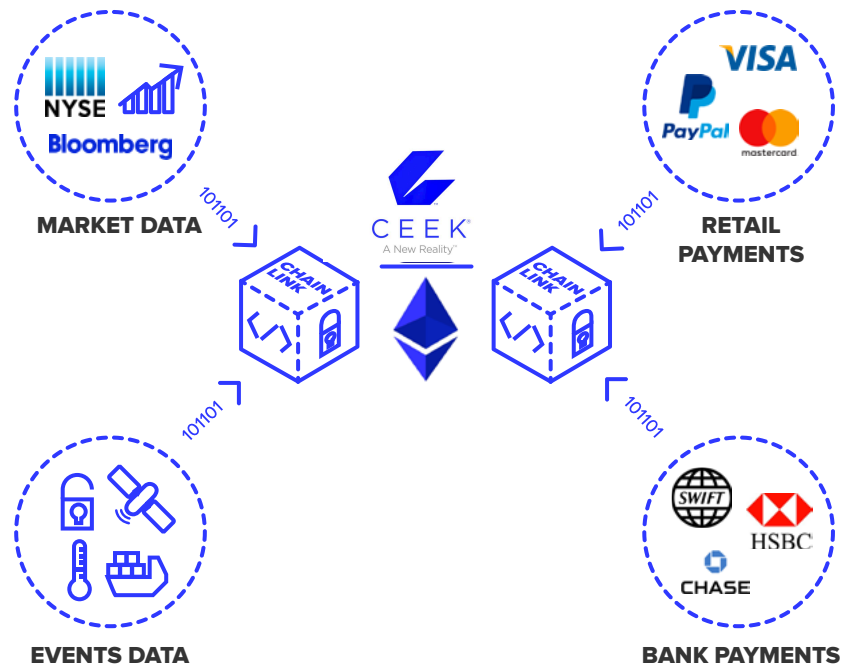 NYSE
Bloomberg
101101
MARKET DATA
VISA
PayPal
mastercard
101101
RETAIL
PAYMENTS
CEEK®
A New Reality™
CHAIN
LINK
</>
CHAIN
LINK
</>
101101
EVENTS DATA
101101
SWIFT
HSBC
CHASE
BANK PAYMENTS